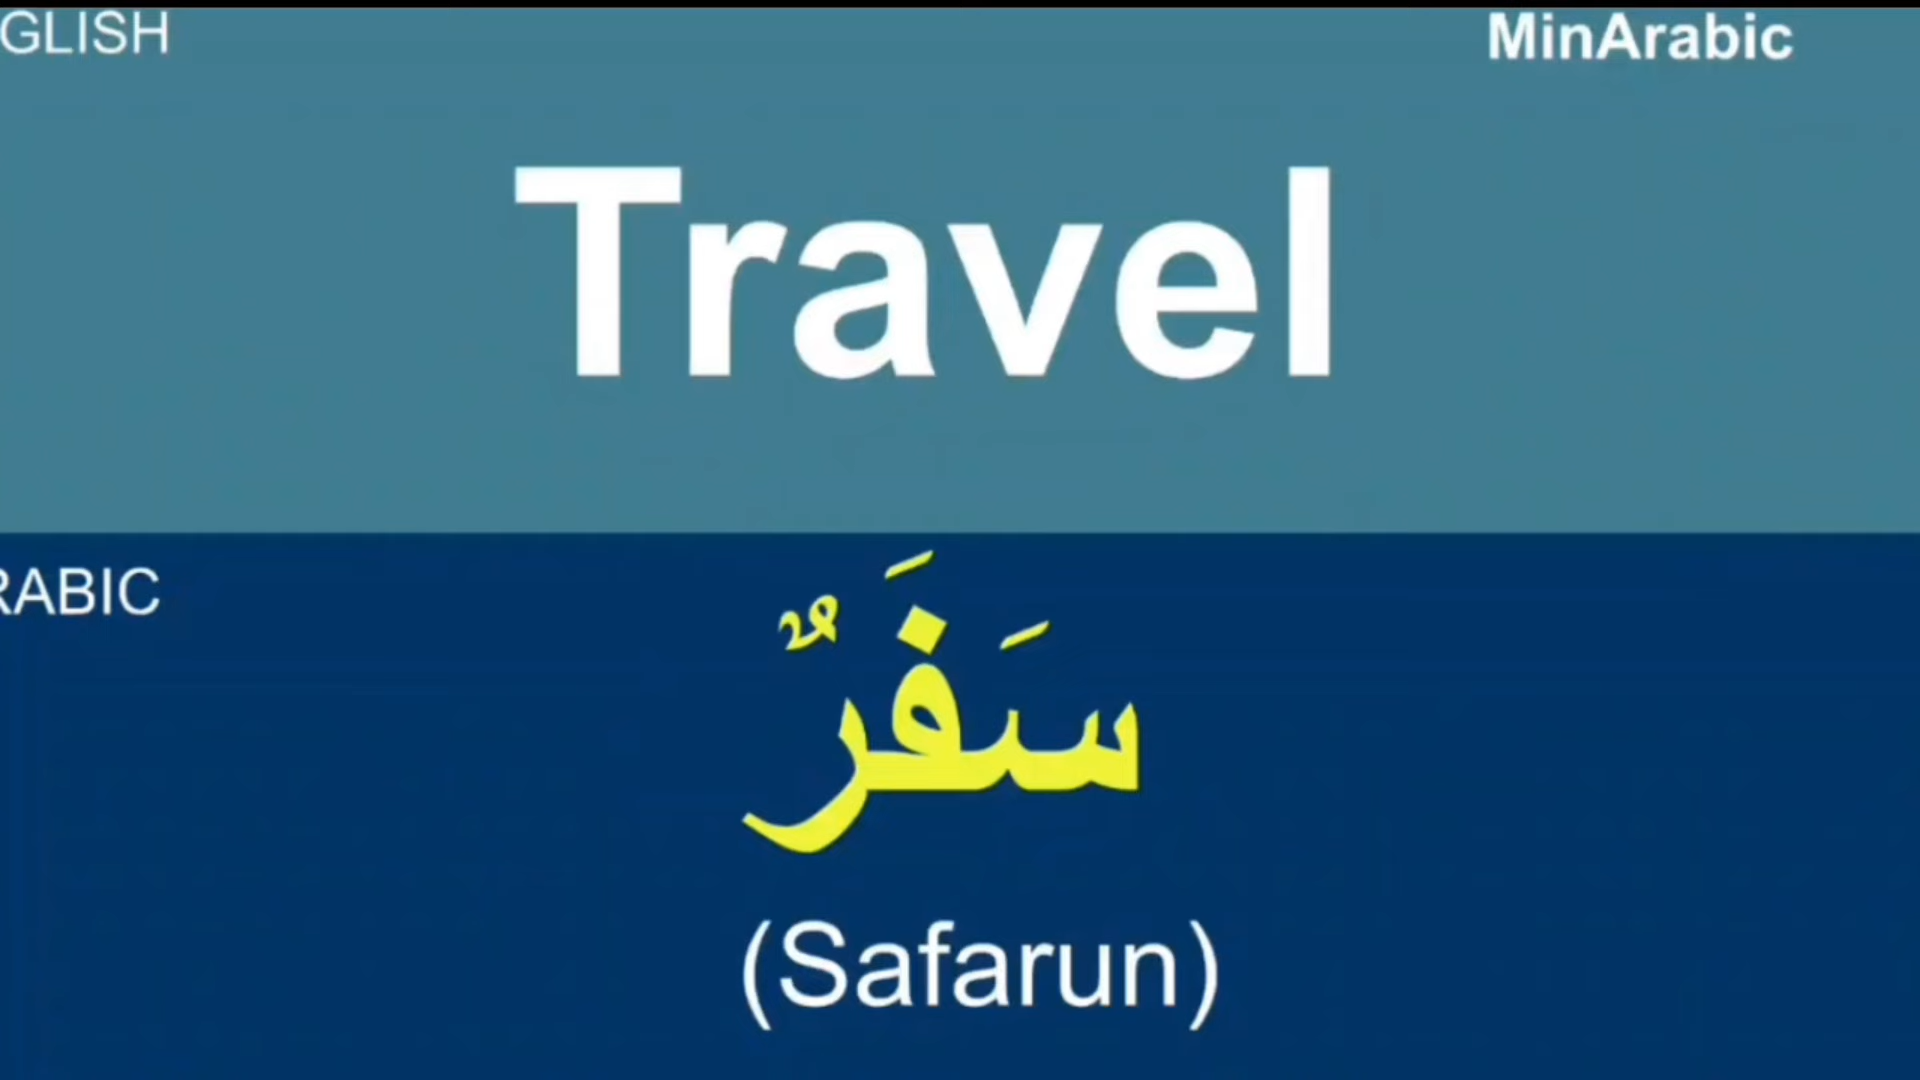 GLISH
MinArabic
Travel
RABIC
سَفَرٌ
(Safarun)